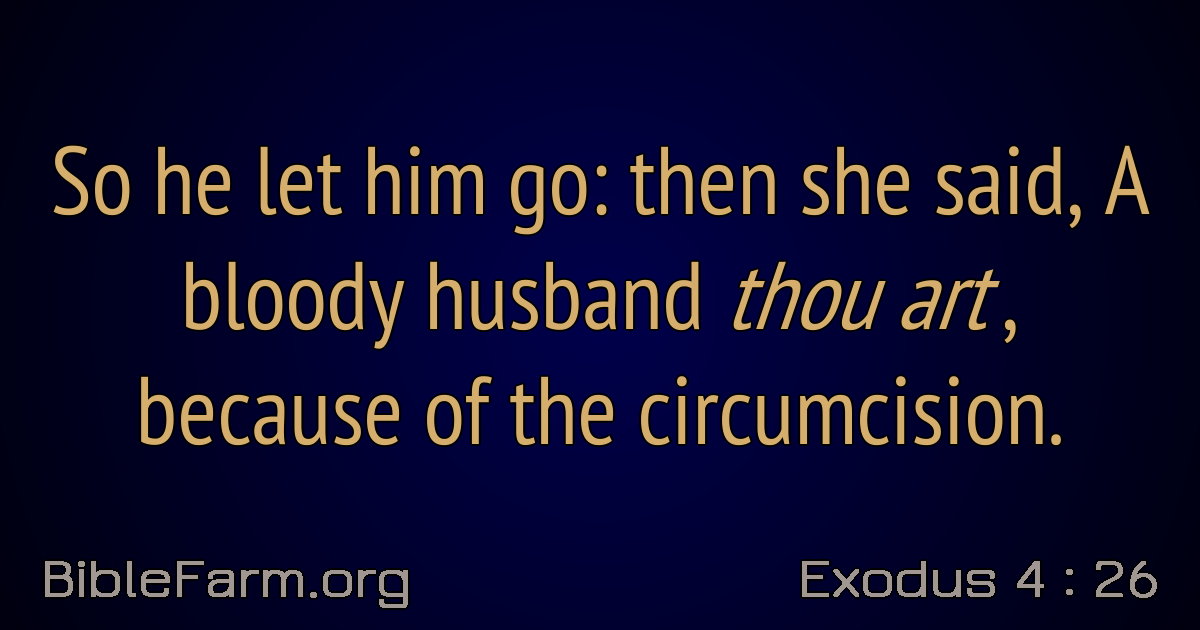 So he let him go: then she said, A
bloody husband thou art,
because of the circumcision.
BibleFarm.org
Exodus 4 : 26